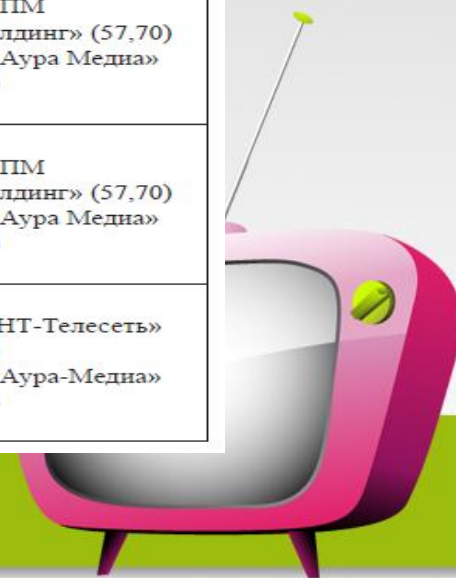 ПМ
лдинг» (57,70)
Аура Медиа»
ПМ
лдинг» (57,70)
Аура Медиа»
НТ-Телесеть»
Аура-Медиа»